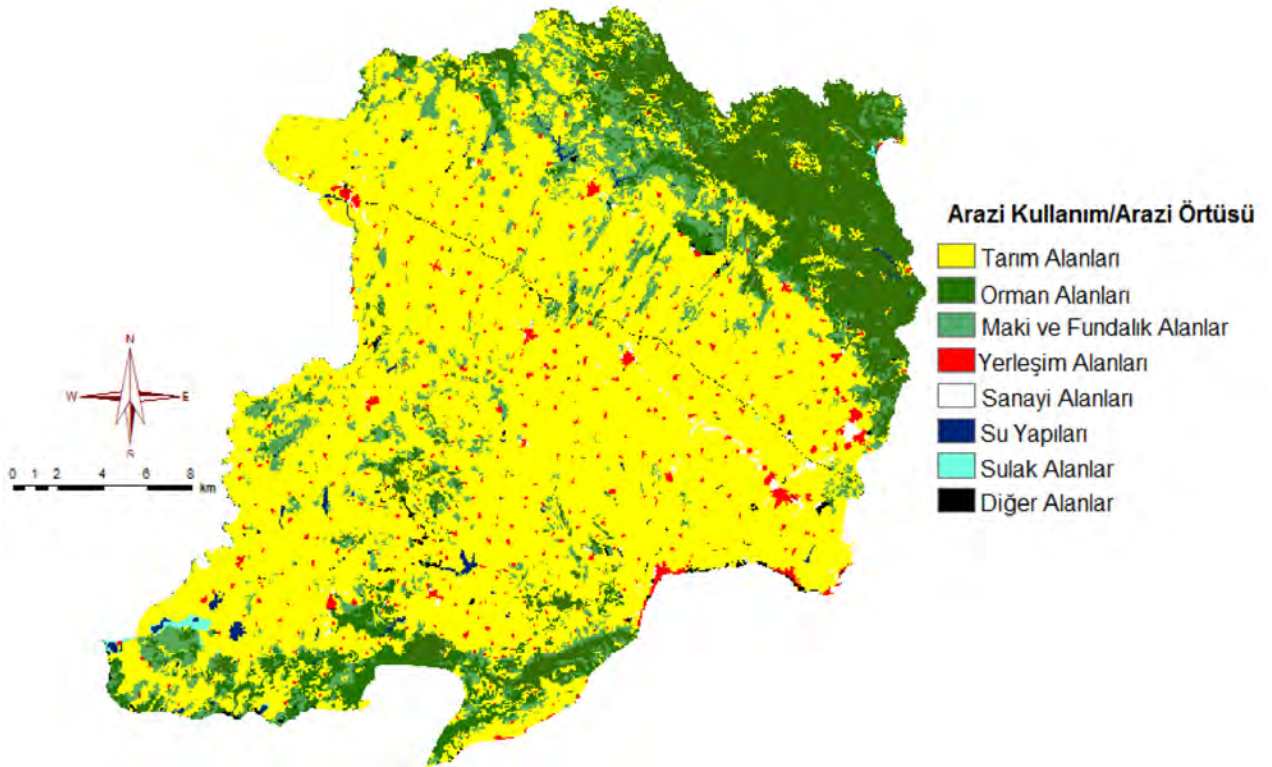 Arazi Kullanım/Arazi Örtüsü
Tarım Alanları
Orman Alanları
Maki ve Fundalık Alanlar
Yerleşim Alanları
Sanayi Alanları
Su Yapıları
Sulak Alanlar
Diğer Alanlar
N
W E
S
0 1 2 4 6 8
km